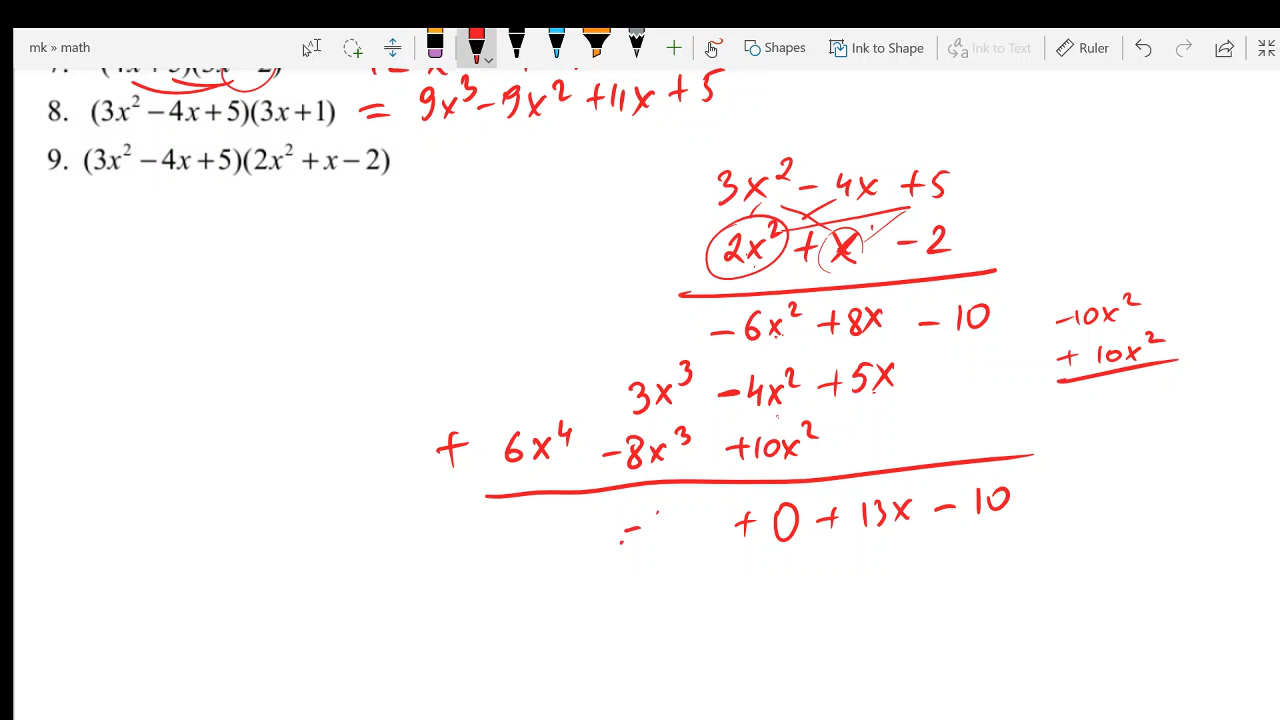 mk » math
Shapes
Ink to Shape
Ink to Text
Ruler
8. (3x² − 4x + 5)(3x + 1) = 9x³ − 9x² + 11x + 5
9. (3x² − 4x + 5)(2x² + x − 2)
3x² − 4x + 5
2x² + x − 2
− 6x² + 8x − 10
− 10x²
+ 10x²
3x³ − 4x² + 5x
+ 6x⁴ − 8x³ + 10x²
− + 0 + 13x − 10